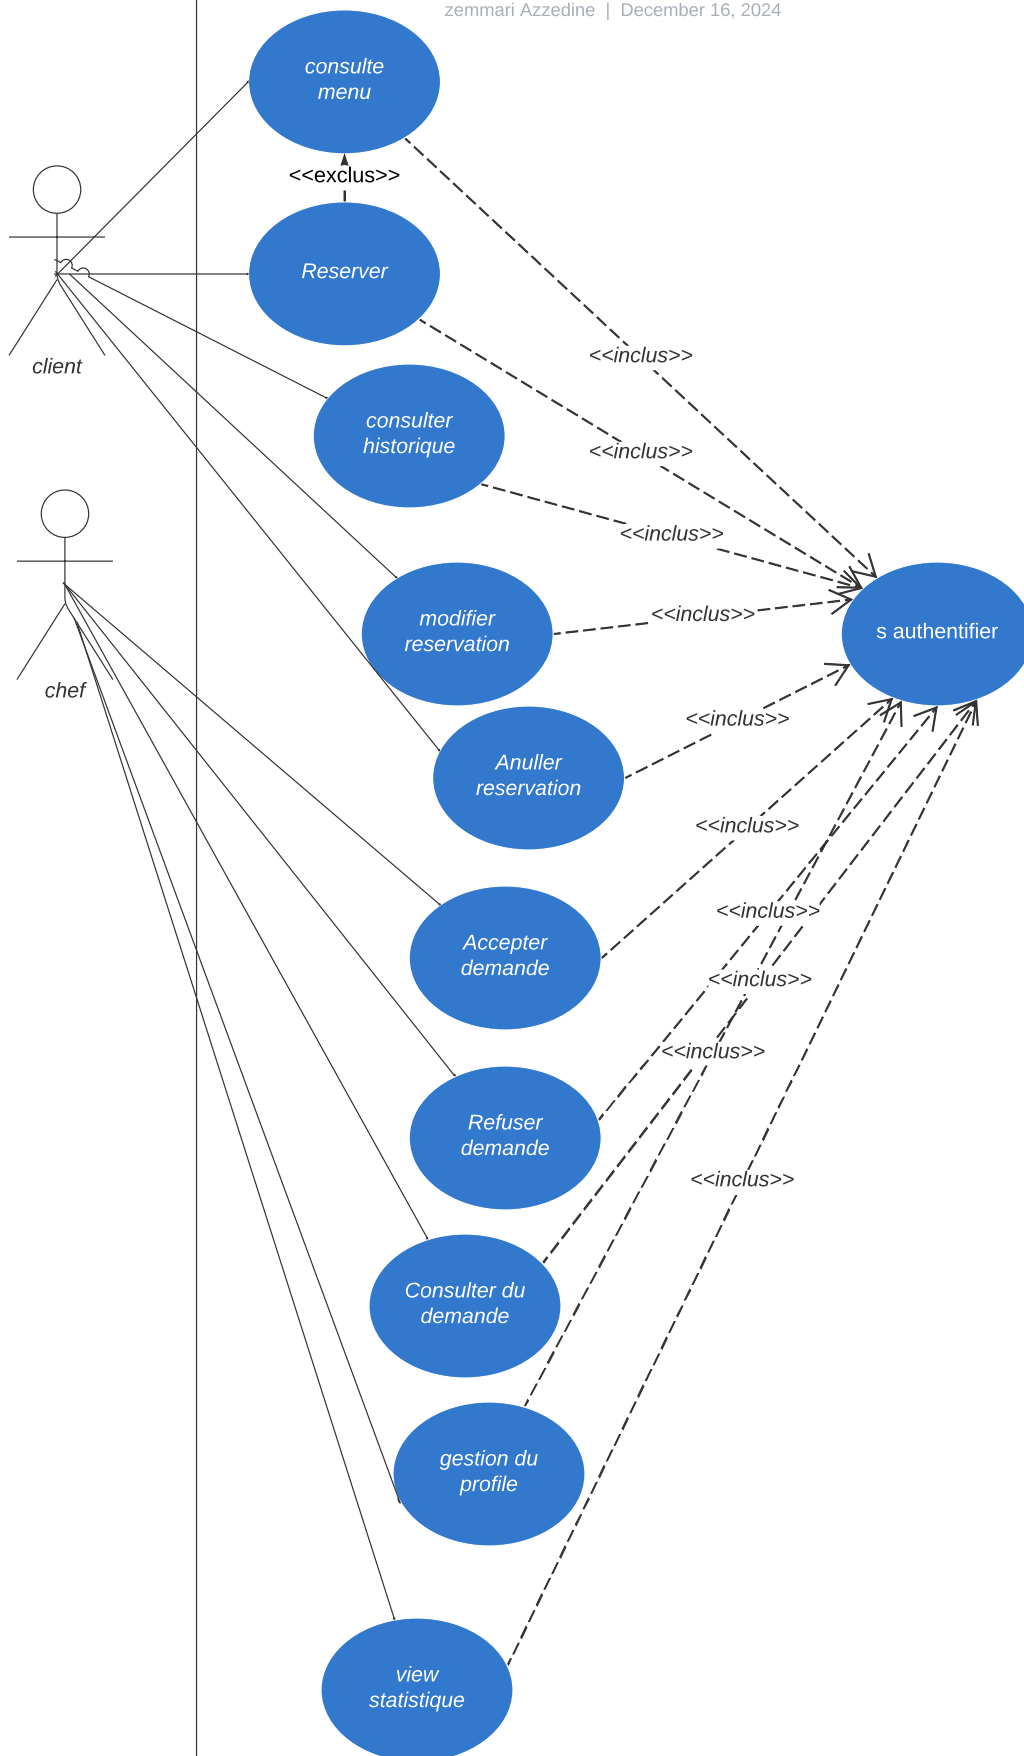 zemmari Azzedine | December 16, 2024
consulte
menu
<<exclus>>
Reserver
client
<<inclus>>
consulter
historique
<<inclus>>
<<inclus>>
modifier
reservation
<<inclus>>
s authentifier
chef
<<inclus>>
Anuller
reservation
<<inclus>>
Accepter
demande
<<inclus>>
<<inclus>>
<<inclus>>
Refuser
demande
<<inclus>>
Consulter du
demande
gestion du
profile
view
statistique